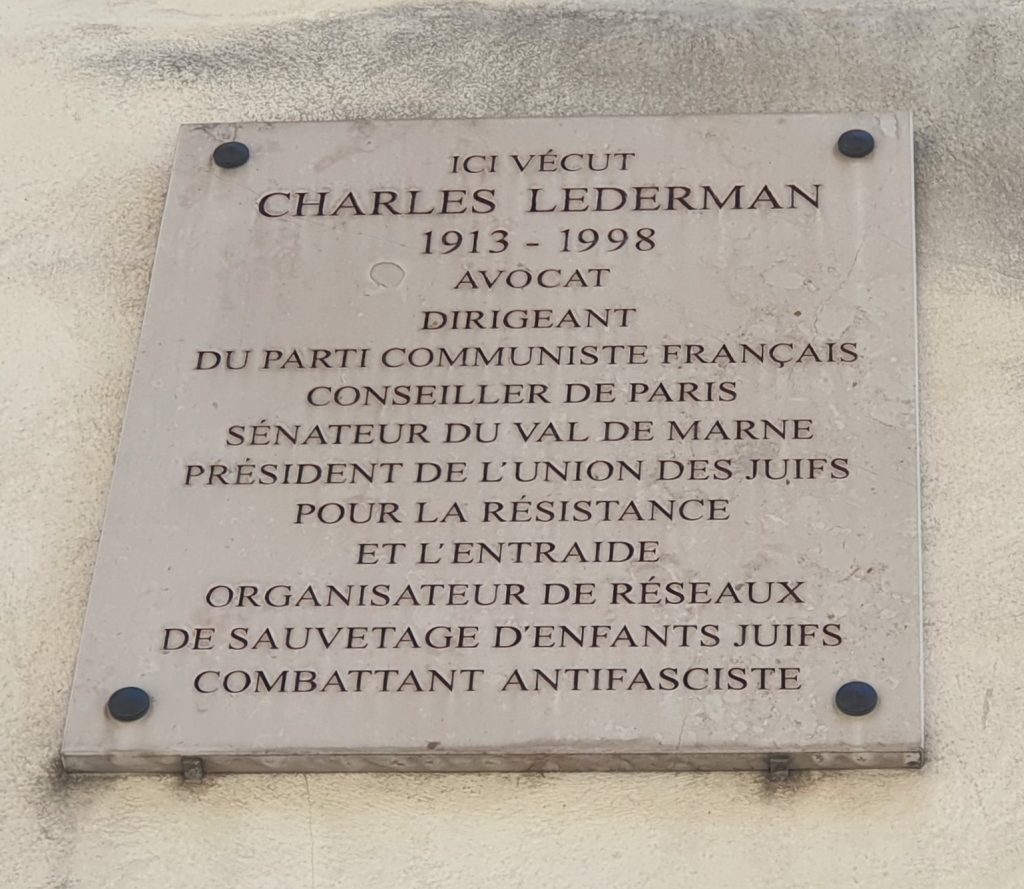 ICI VÉCUT
CHARLES LEDERMAN
1913 - 1998
AVOCAT
DIRIGEANT
DU PARTI COMMUNISTE FRANÇAIS
CONSEILLER DE PARIS
SÉNATEUR DU VAL DE MARNE
PRÉSIDENT DE L'UNION DES JUIFS
POUR LA RÉSISTANCE
ET L'ENTRAIDE
ORGANISATEUR DE RÉSEAUX
DE SAUVETAGE D'ENFANTS JUIFS
COMBATTANT ANTIFASCISTE